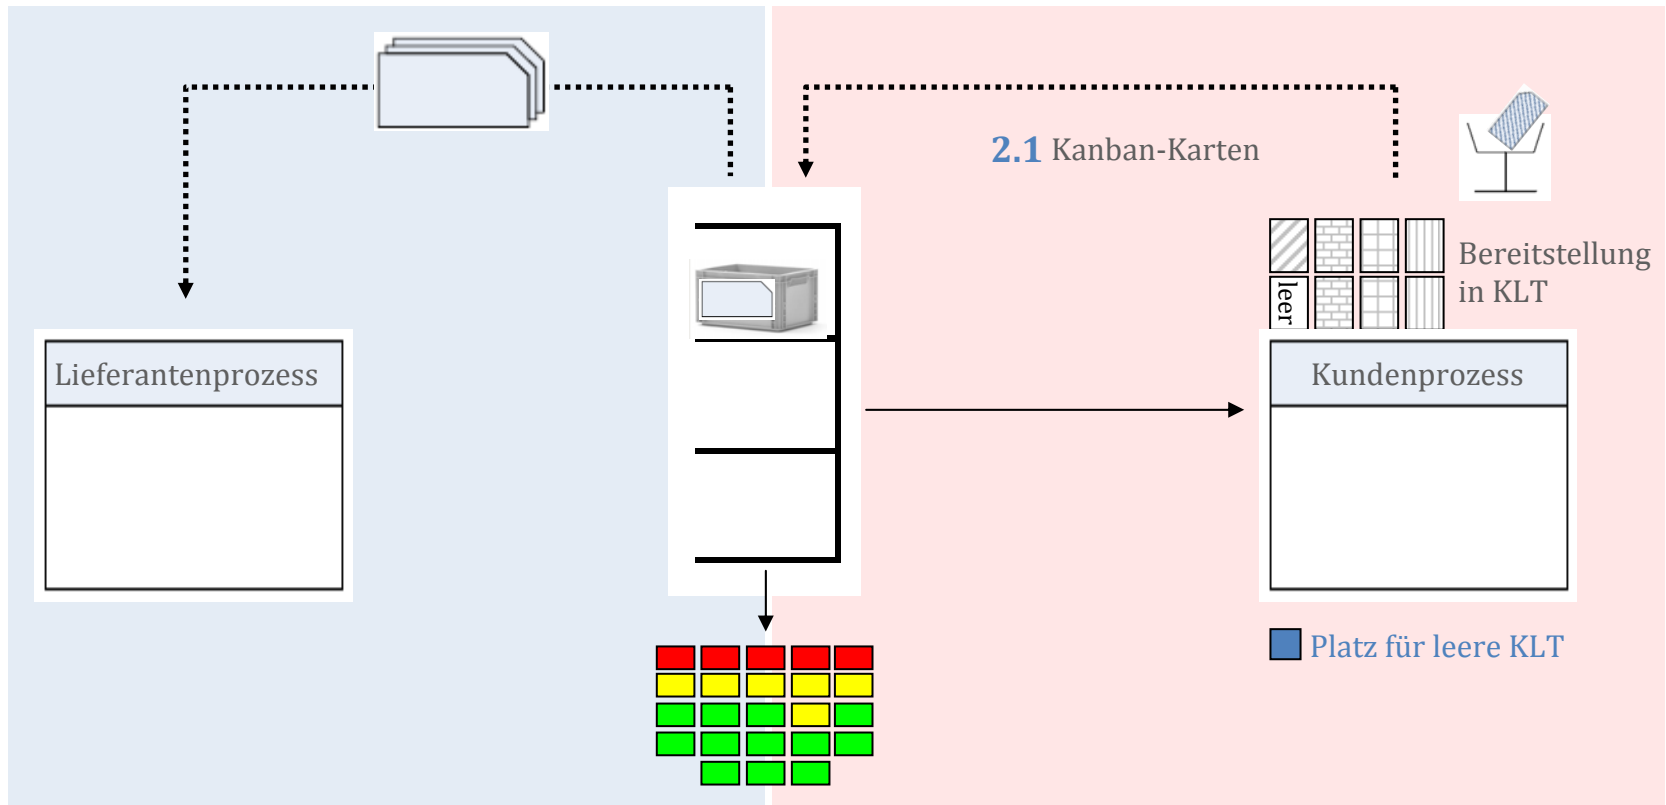 2.1 Kanban-Karten
Bereitstellung
in KLT
leer
Lieferantenprozess
Kundenprozess
Platz für leere KLT